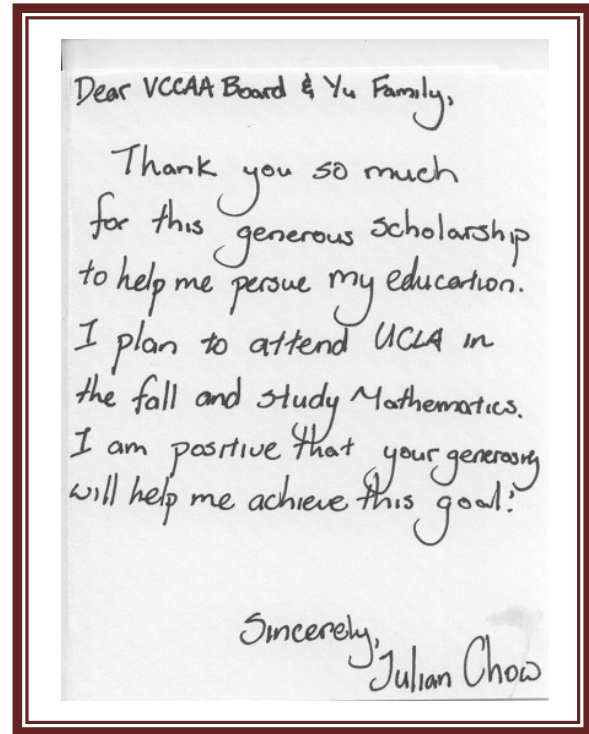 Dear VCCAA Board & Yu Family,
Thank you so much
for this generous scholarship
to help me persue my education.
I plan to attend UCLA in
the fall and study Mathematics.
I am positive that your generosity
will help me achieve this goal!
Sincerely,
Julian Chow